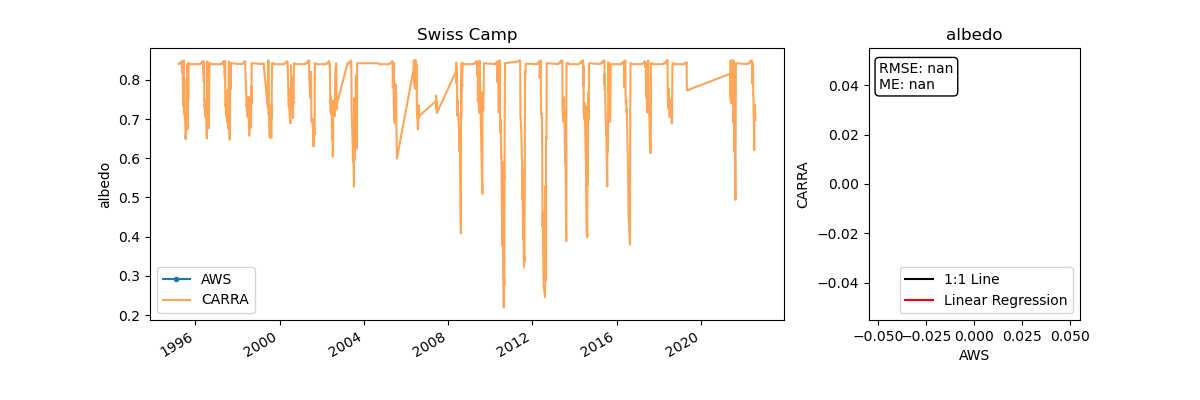 Swiss Camp
albedo
0.8
0.7
0.6
0.5
0.4
0.3
0.2
albedo
AWS
CARRA
1996
2000
2004
2008
2012
2016
2020
albedo
RMSE: nan
ME: nan
0.04
0.02
0.00
−0.02
−0.04
CARRA
1:1 Line
Linear Regression
−0.050
−0.025
0.000
0.025
0.050
AWS